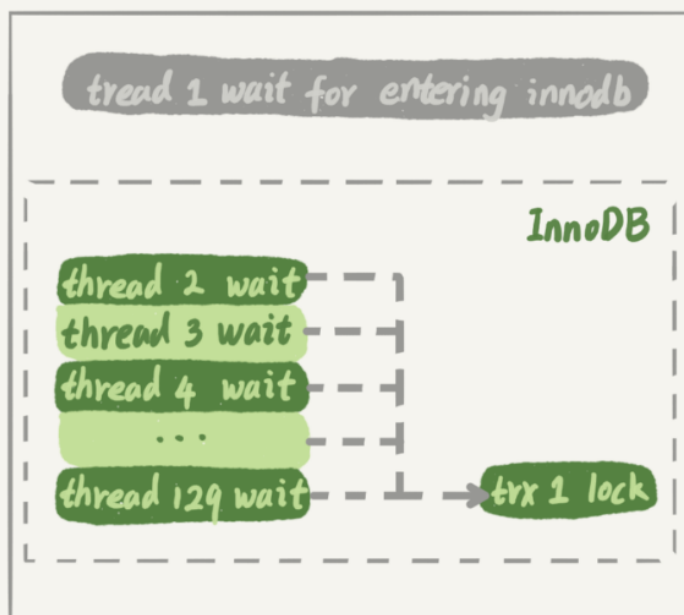 tread 1 wait for entering innodb
InnoDB
thread 2 wait
thread 3 wait
thread 4 wait
...
thread 129 wait
trx 1 lock